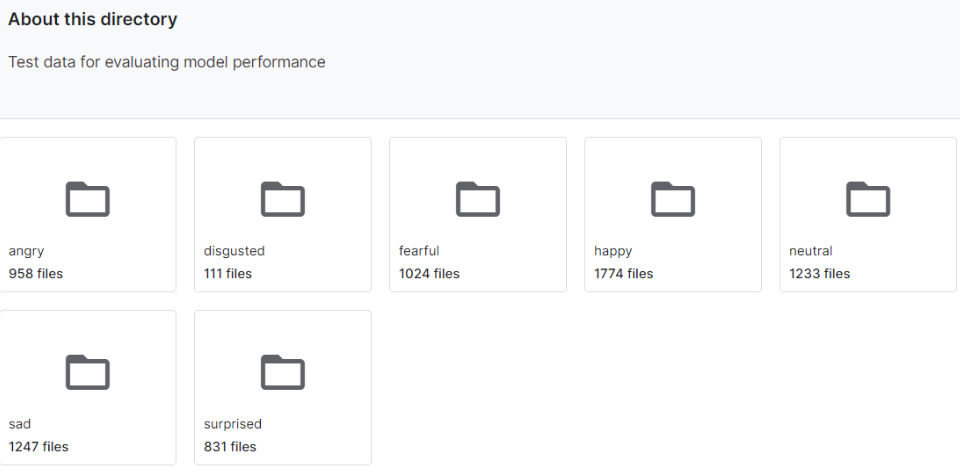 About this directory
Test data for evaluating model performance
angry
958 files
disgusted
111 files
fearful
1024 files
happy
1774 files
neutral
1233 files
sad
1247 files
surprised
831 files